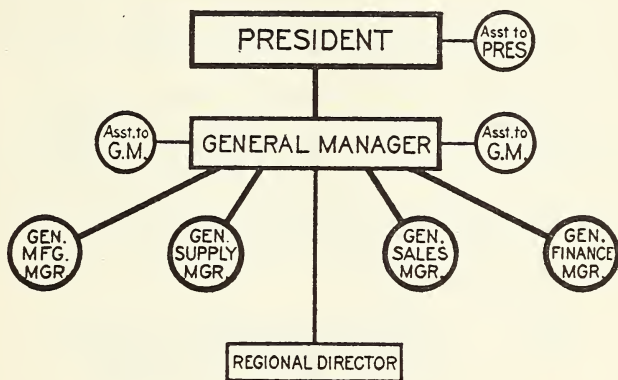 PRESIDENT
Asst to
PRES
Asst. to
G.M.
GENERAL MANAGER
Asst. to
G.M.
GEN.
MFG.
MGR.
GEN.
SUPPLY
MGR.
GEN.
SALES
MGR.
GEN.
FINANCE
MGR.
REGIONAL DIRECTOR